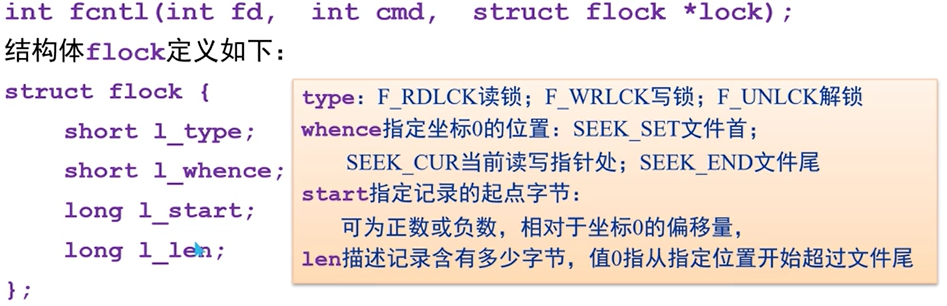 int fcntl(int fd, int cmd, struct flock *lock);
结构体flock定义如下：
struct flock {
short l_type;
short l_whence;
long l_start;
long l_len;
};
type：F_RDLCK读锁；F_WRLCK写锁；F_UNLCK解锁
whence指定坐标0的位置：SEEK_SET文件首；
SEEK_CUR当前读写指针处；SEEK_END文件尾
start指定记录的起点字节：
可为正数或负数，相对于坐标0的偏移量，
len描述记录含有多少字节，值0指从指定位置开始超过文件尾